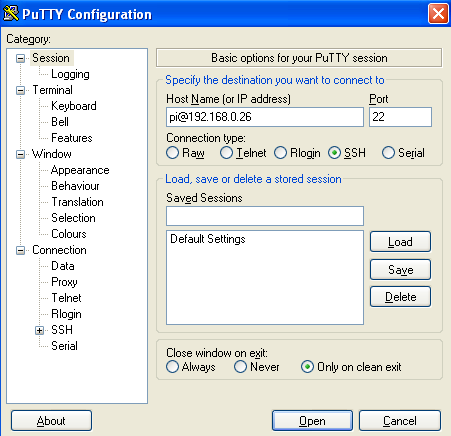 PuTTY Configuration
Category:
Session
Logging
Terminal
Keyboard
Bell
Features
Window
Appearance
Behaviour
Translation
Selection
Colours
Connection
Data
Proxy
Telnet
Rlogin
SSH
Serial
Basic options for your PuTTY session
Specify the destination you want to connect to
Host Name (or IP address) Port
pi@192.168.0.26 22
Connection type:
Raw Telnet Rlogin SSH Serial
Load, save or delete a stored session
Saved Sessions
Default Settings
Load
Save
Delete
Close window on exit:
Always Never Only on clean exit
About Open Cancel